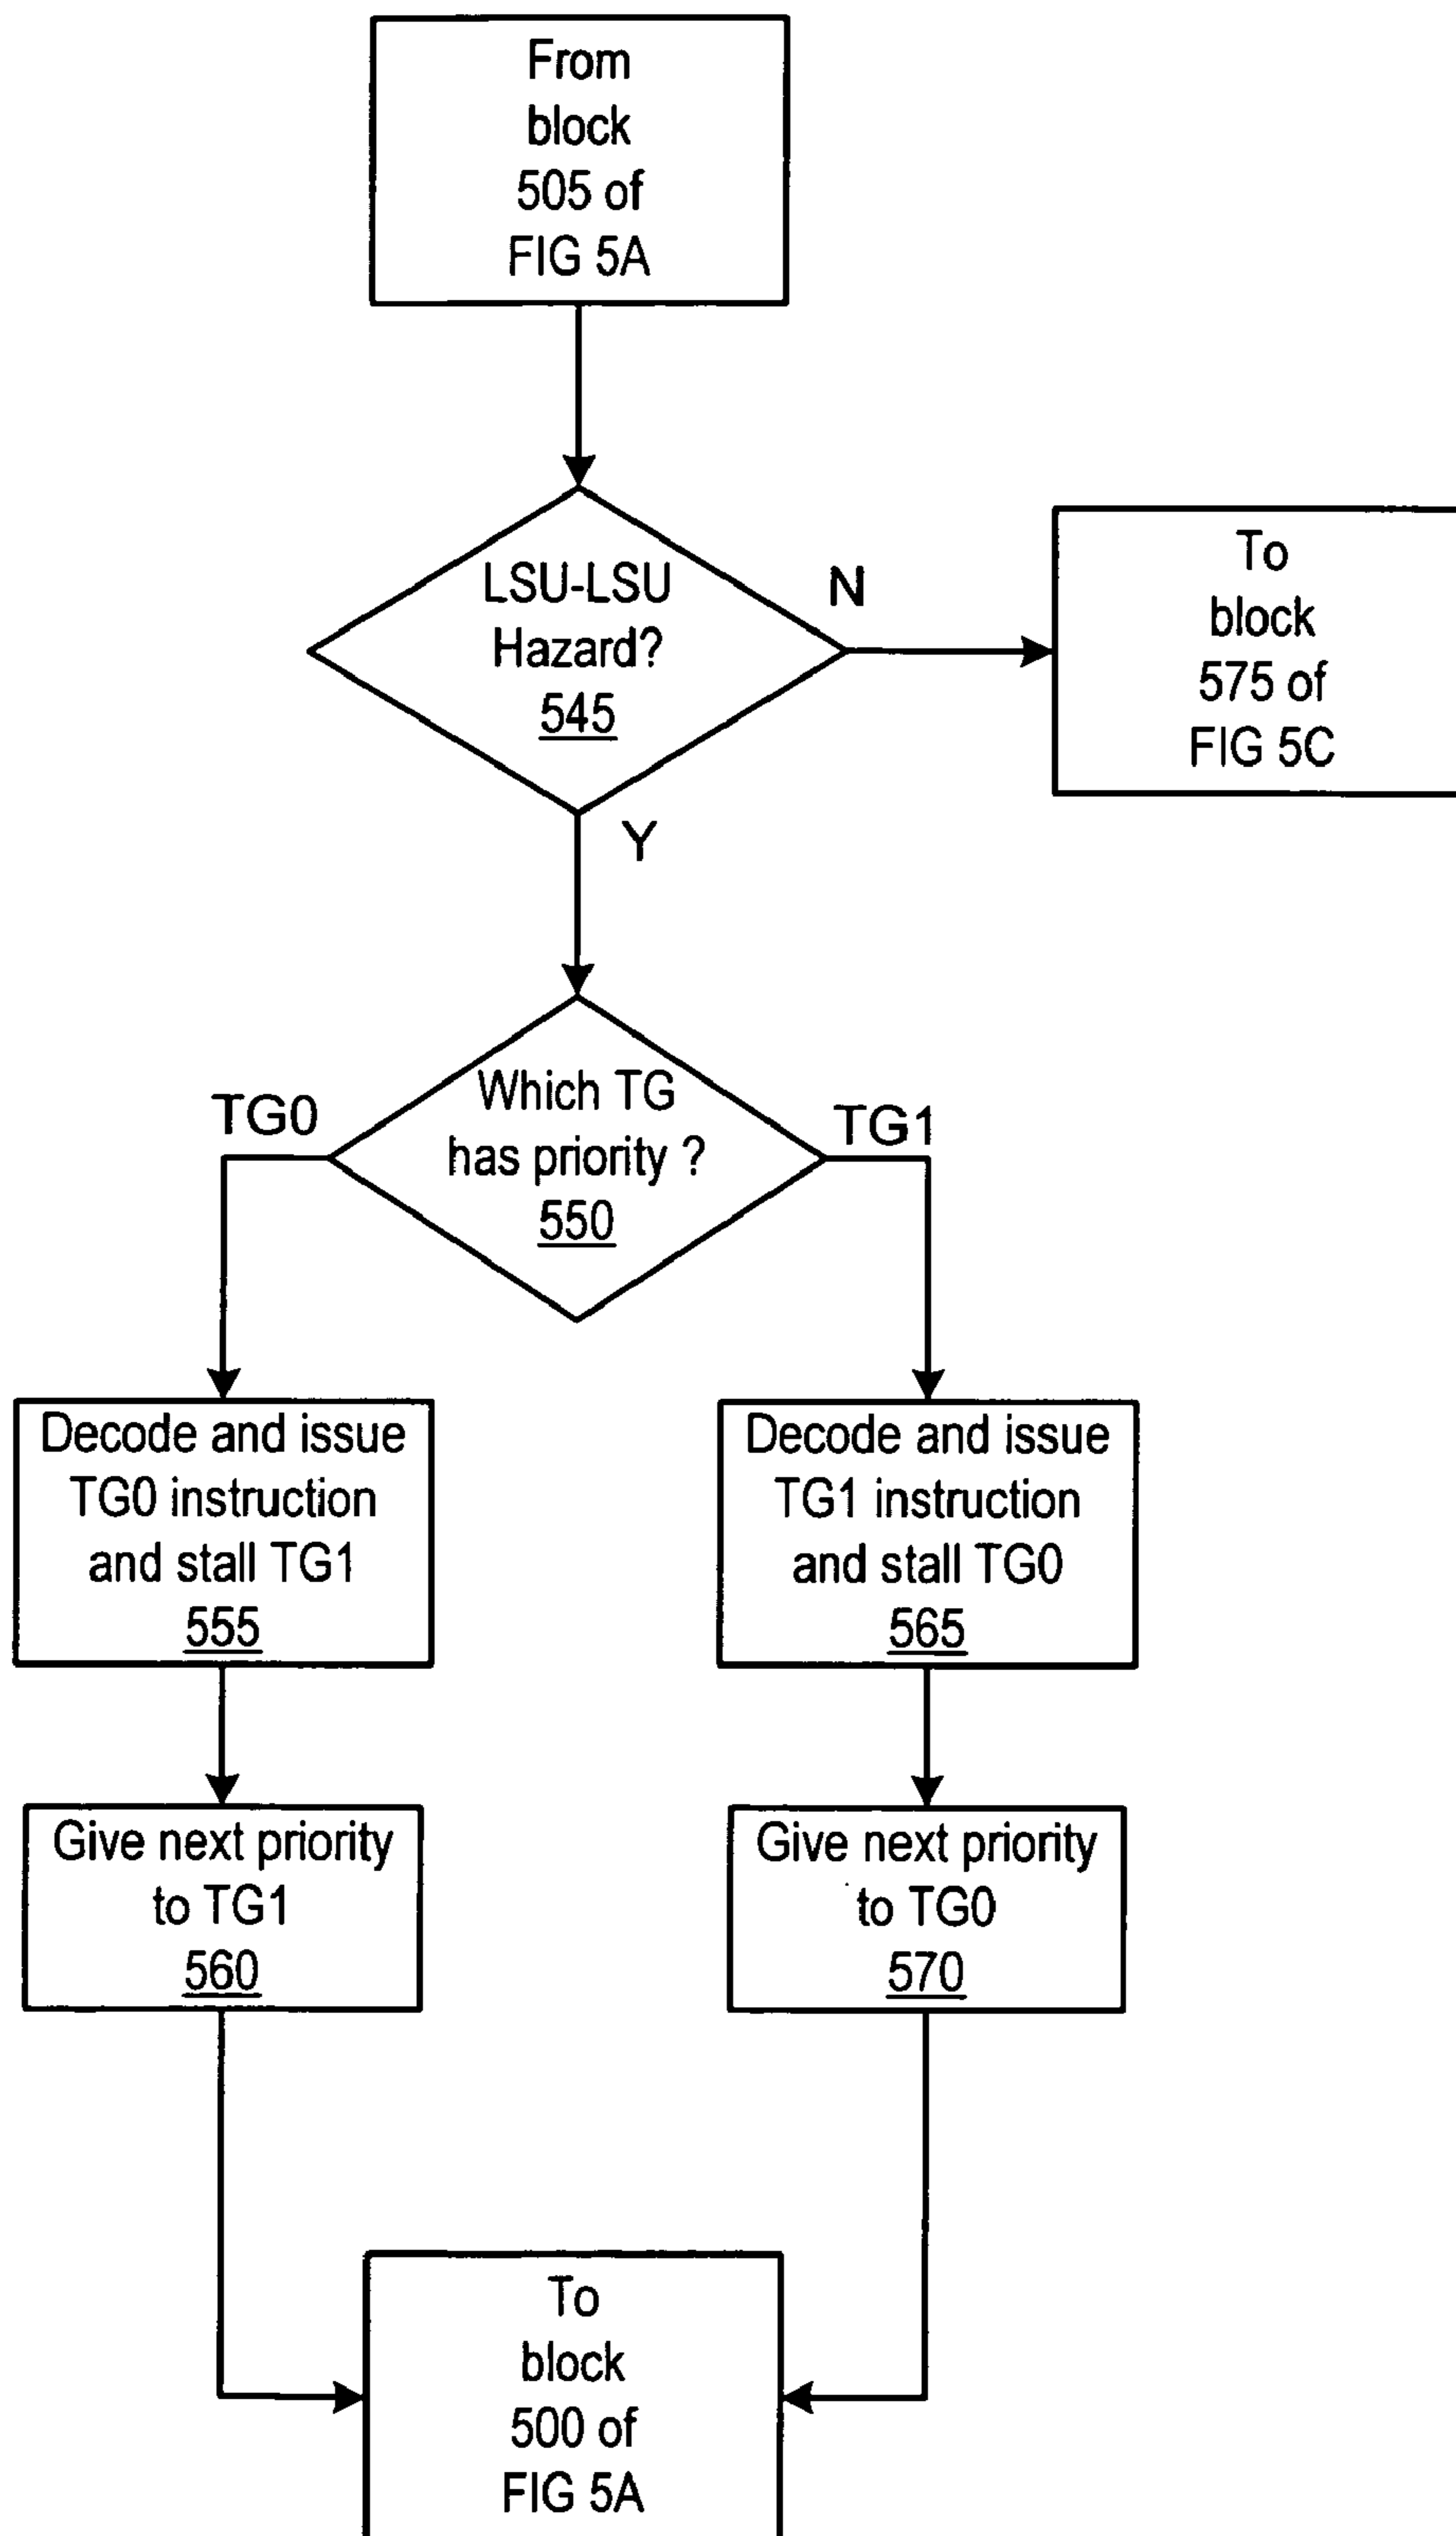 From
block
505 of
FIG 5A
LSU-LSU
Hazard?
545
N
To
block
575 of
FIG 5C
Y
Which TG
has priority ?
550
TG0
TG1
Decode and issue
TG0 instruction
and stall TG1
555
Decode and issue
TG1 instruction
and stall TG0
565
Give next priority
to TG1
560
Give next priority
to TG0
570
To
block
500 of
FIG 5A